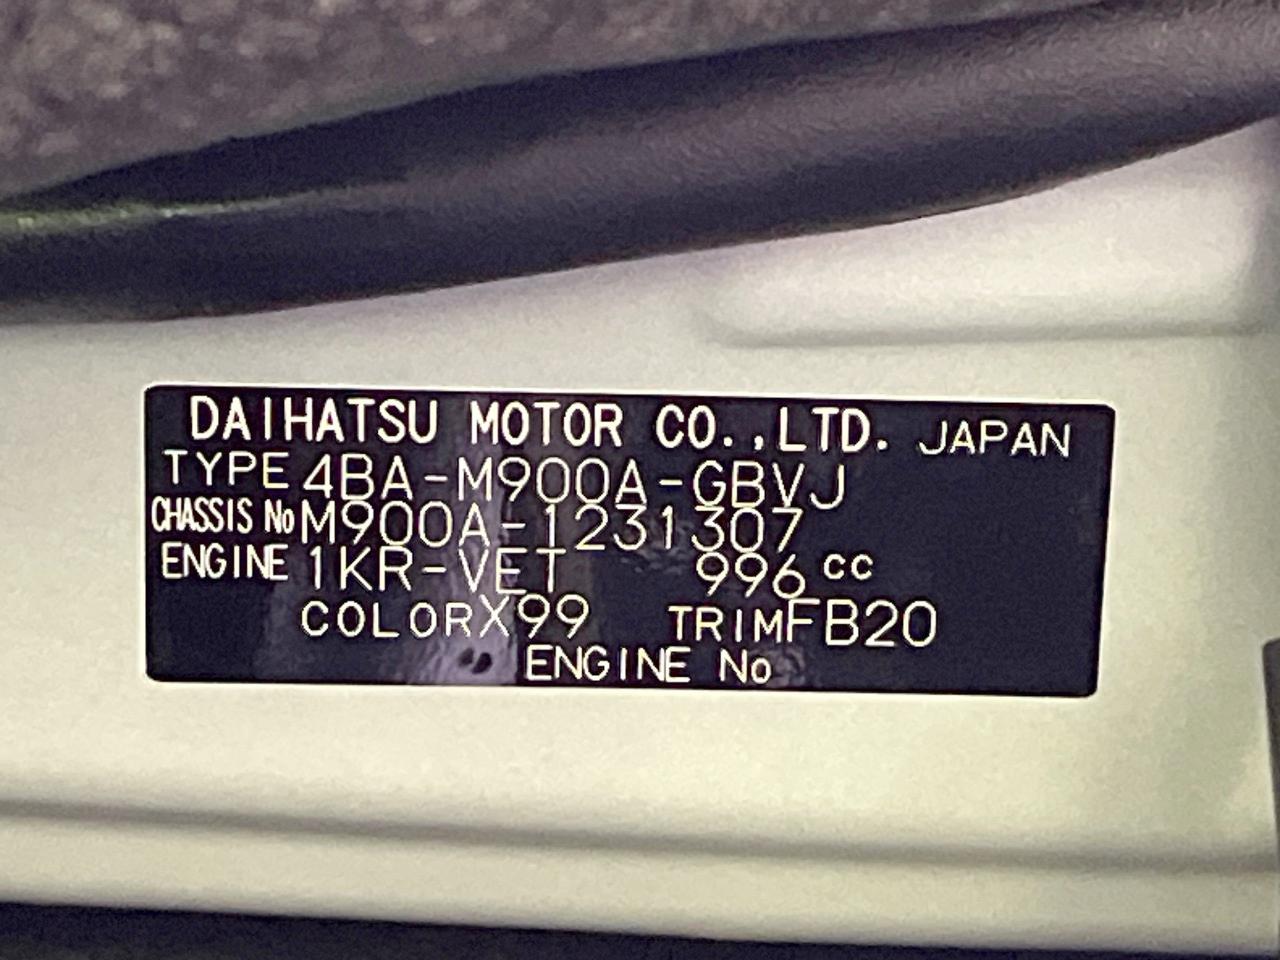 DAIHATSU MOTOR CO.,LTD. JAPAN
TYPE 4BA-M900A-GBVJ
CHASSIS No M900A-1231307
ENGINE 1KR-VET 996 cc
COLOR X99 TRIM FB20
ENGINE No